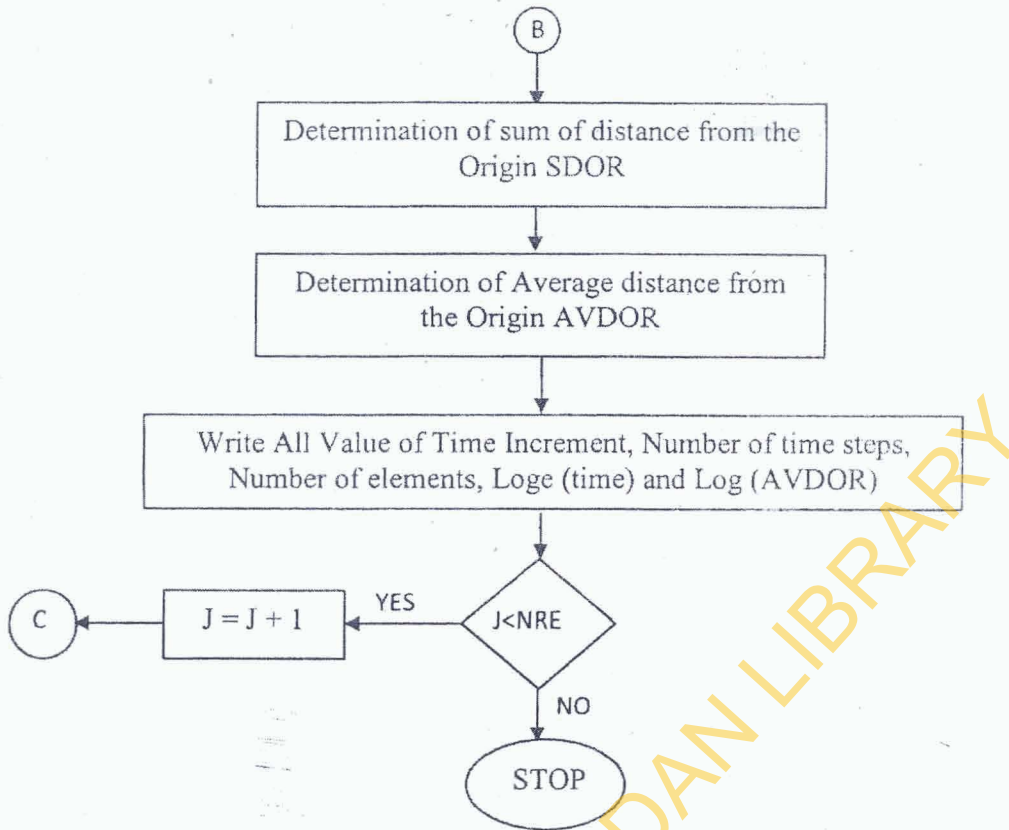 B
Determination of sum of distance from the
Origin SDOR
Determination of Average distance from
the Origin AVDOR
Write All Value of Time Increment, Number of time steps,
Number of elements, Loge (time) and Log (AVDOR)
J<NRE
YES
J = J + 1
C
NO
STOP
DAN LIBRARY